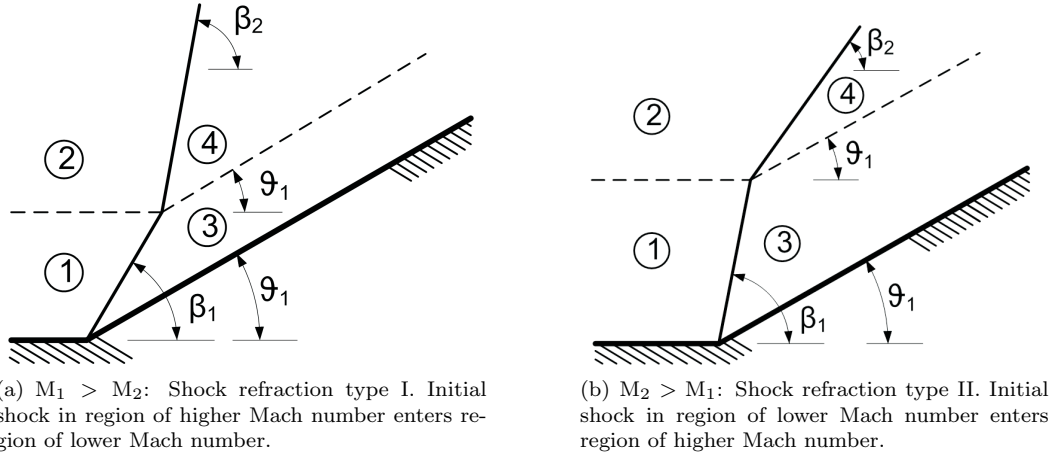 β2
2
4
ϑ1
3
1
β1
ϑ1
β2
4
2
ϑ1
3
1
β1
ϑ1
(a) M1 > M2: Shock refraction type I. Initial
shock in region of higher Mach number enters re-
gion of lower Mach number.
(b) M2 > M1: Shock refraction type II. Initial
shock in region of lower Mach number enters
region of higher Mach number.